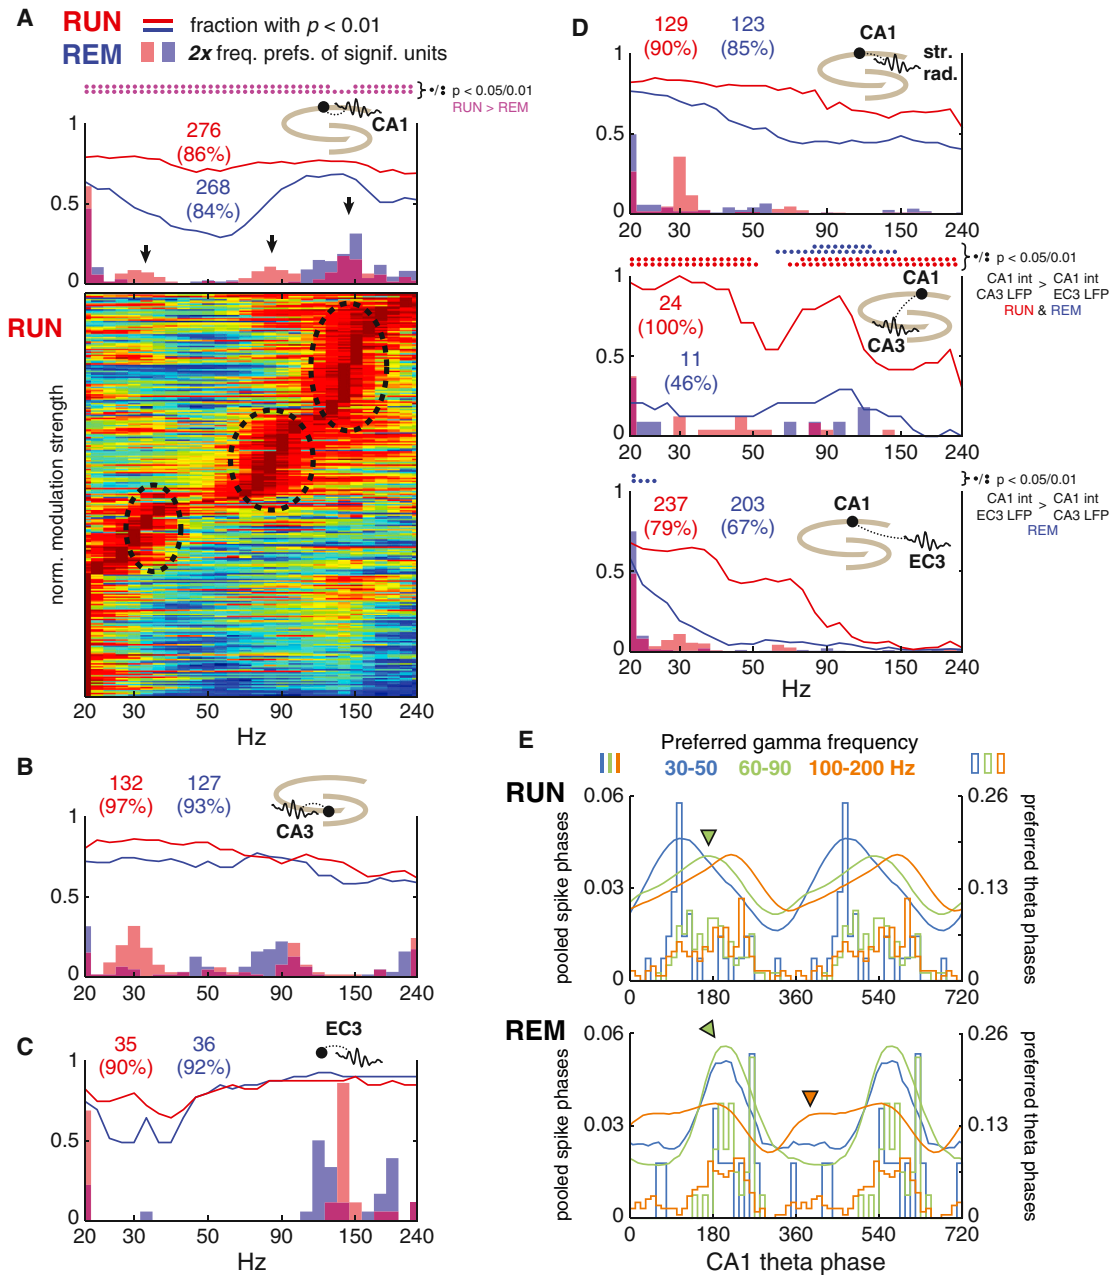 A
RUN fraction with p < 0.01
REM 2x freq. prefs. of signif. units
p < 0.05/0.01
RUN > REM
CA1
1
276
(86%)
268
(84%)
0.5
0
RUN
norm. modulation strength
20 30 50 90 150 240
Hz
B
132
(97%)
127
(93%)
CA3
1
0.5
0
20 30 50 90 150 240
C
35
(90%)
36
(92%)
EC3
1
0.5
0
20 30 50 90 150 240
Hz
D
129
(90%)
123
(85%)
CA1
str.
rad.
1
0.5
0
20 30 50 90 150 240
p < 0.05/0.01
CA1 int > CA1 int
CA3 LFP EC3 LFP
RUN & REM
1
24
(100%)
11
(46%)
CA1
CA3
0.5
0
20 30 50 90 150 240
p < 0.05/0.01
CA1 int > CA1 int
EC3 LFP CA3 LFP
REM
1
237
(79%)
203
(67%)
CA1
EC3
0.5
0
20 30 50 90 150 240
Hz
E
Preferred gamma frequency
30-50 60-90 100-200 Hz
RUN
0.06
0.03
0
pooled spike phases
0.26
0.13
0
preferred theta phases
0 180 360 540 720
REM
0.06
0.03
0
pooled spike phases
0.26
0.13
0
preferred theta phases
0 180 360 540 720
CA1 theta phase